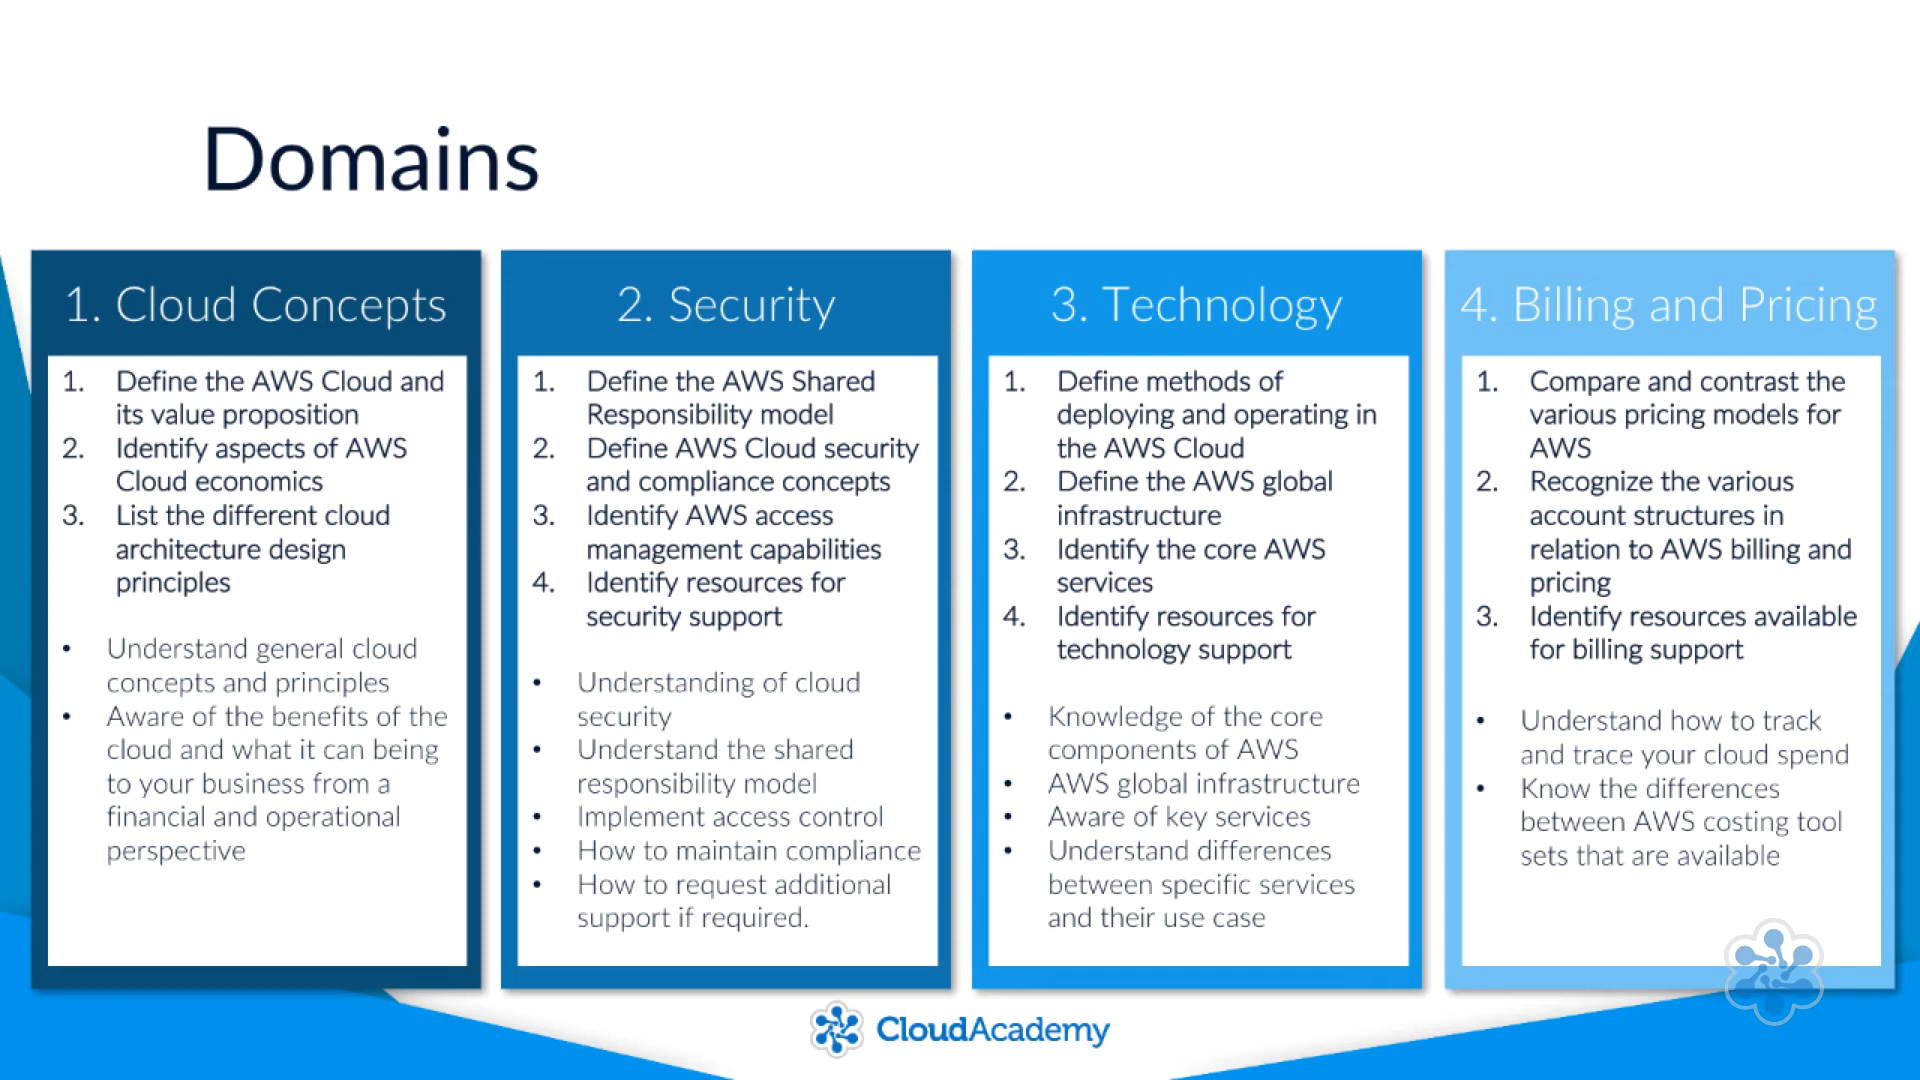 Domains
1. Cloud Concepts
1. Define the AWS Cloud and
its value proposition
2. Identify aspects of AWS
Cloud economics
3. List the different cloud
architecture design
principles
• Understand general cloud
concepts and principles
• Aware of the benefits of the
cloud and what it can being
to your business from a
financial and operational
perspective
2. Security
1. Define the AWS Shared
Responsibility model
2. Define AWS Cloud security
and compliance concepts
3. Identify AWS access
management capabilities
4. Identify resources for
security support
• Understanding of cloud
security
• Understand the shared
responsibility model
• Implement access control
• How to maintain compliance
• How to request additional
support if required.
3. Technology
1. Define methods of
deploying and operating in
the AWS Cloud
2. Define the AWS global
infrastructure
3. Identify the core AWS
services
4. Identify resources for
technology support
• Knowledge of the core
components of AWS
• AWS global infrastructure
• Aware of key services
• Understand differences
between specific services
and their use case
4. Billing and Pricing
1. Compare and contrast the
various pricing models for
AWS
2. Recognize the various
account structures in
relation to AWS billing and
pricing
3. Identify resources available
for billing support
• Understand how to track
and trace your cloud spend
• Know the differences
between AWS costing tool
sets that are available
CloudAcademy